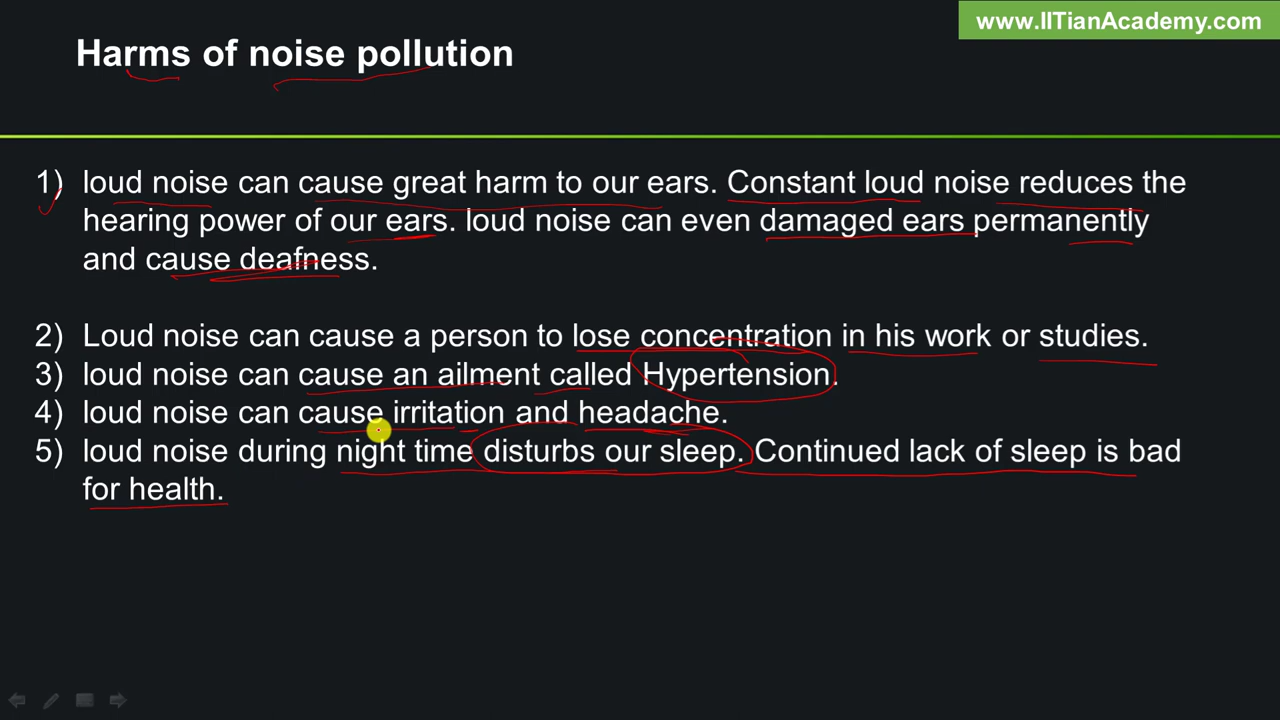 www.IITianAcademy.com
Harms of noise pollution
1) loud noise can cause great harm to our ears. Constant loud noise reduces the
hearing power of our ears. loud noise can even damaged ears permanently
and cause deafness.
2) Loud noise can cause a person to lose concentration in his work or studies.
3) loud noise can cause an ailment called Hypertension.
4) loud noise can cause irritation and headache.
5) loud noise during night time disturbs our sleep. Continued lack of sleep is bad
for health.